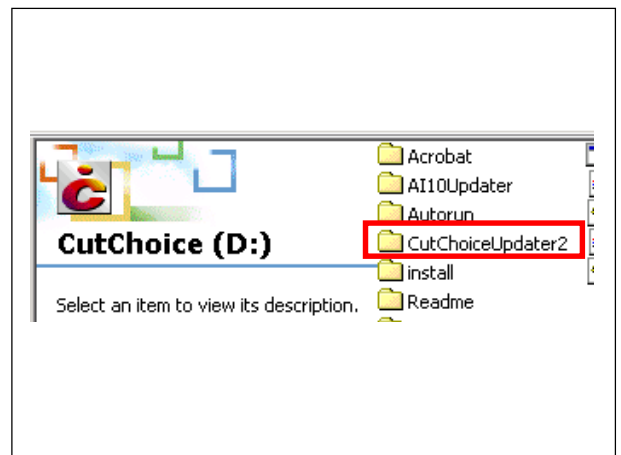 CutChoice (D:)
Select an item to view its description.
Acrobat
AI10Updater
Autorun
CutChoiceUpdater2
install
Readme